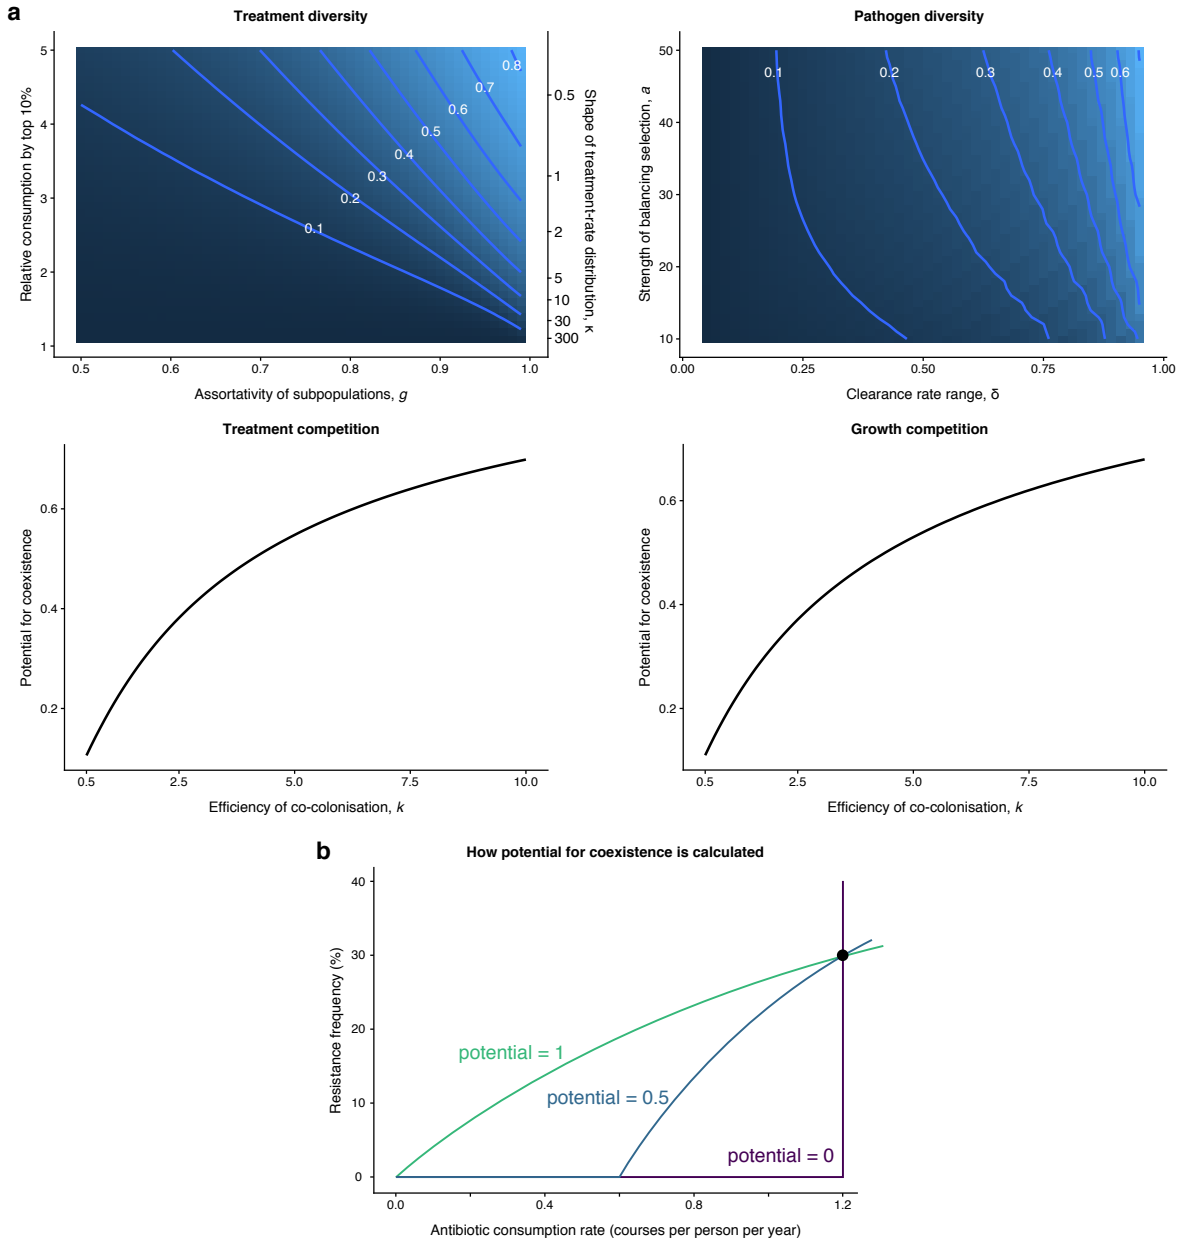 a
Treatment diversity
Relative consumption by top 10%
5
4
3
2
1
0.1
0.2
0.3
0.4
0.5
0.6
0.7
0.8
0.5
1
2
5
10
30
300
Shape of treatment-rate distribution, κ
0.5 0.6 0.7 0.8 0.9 1.0
Assortativity of subpopulations, g
Pathogen diversity
Strength of balancing selection, a
50
40
30
20
10
0.1 0.2 0.3 0.4 0.5 0.6
0.00 0.25 0.50 0.75 1.00
Clearance rate range, δ
Treatment competition
Potential for coexistence
0.6
0.4
0.2
0.5 2.5 5.0 7.5 10.0
Efficiency of co-colonisation, k
Growth competition
Potential for coexistence
0.6
0.4
0.2
0.5 2.5 5.0 7.5 10.0
Efficiency of co-colonisation, k
b
How potential for coexistence is calculated
Resistance frequency (%)
40
30
20
10
0
potential = 1
potential = 0.5
potential = 0
0.0 0.4 0.8 1.2
Antibiotic consumption rate (courses per person per year)